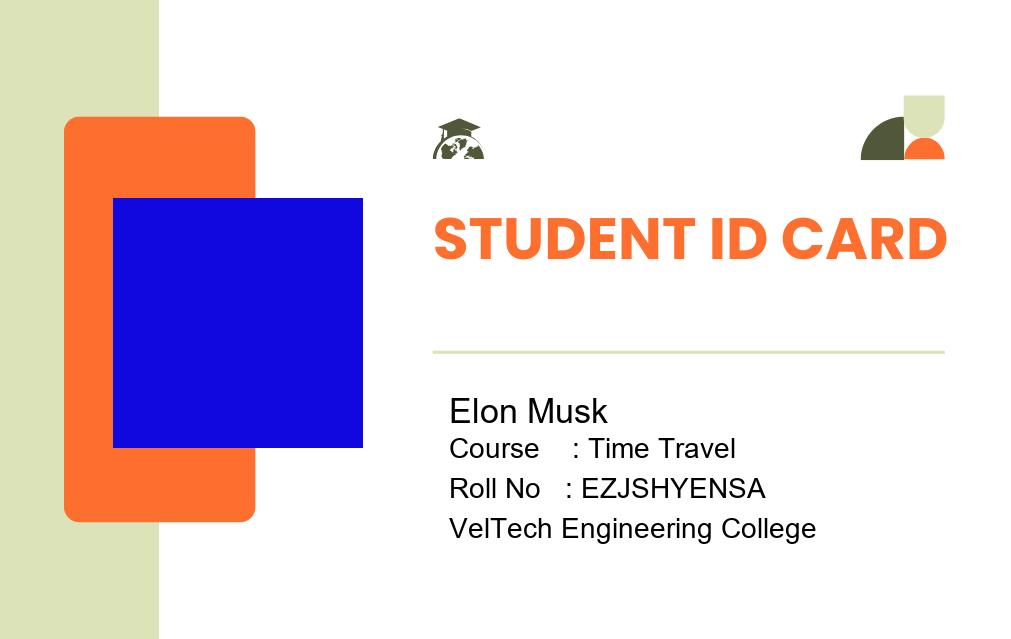 STUDENT ID CARD
Elon Musk
Course : Time Travel
Roll No : EZJSHYENSA
VelTech Engineering College